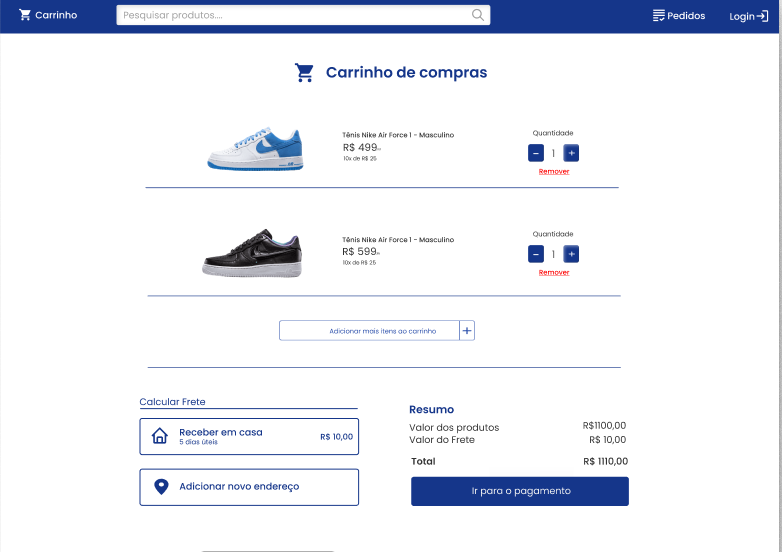 Carrinho
Pesquisar produtos....
Pedidos
Login
Carrinho de compras
Tênis Nike Air Force 1 - Masculino
R$ 499
10x de R$ 25
Quantidade
- 1 +
Remover
Tênis Nike Air Force 1 - Masculino
R$ 599
10x de R$ 25
Quantidade
- 1 +
Remover
Adicionar mais itens ao carrinho +
Calcular Frete
Receber em casa
5 dias úteis
R$ 10,00
Adicionar novo endereço
Resumo
Valor dos produtos R$1100,00
Valor do Frete R$ 10,00
Total R$ 1110,00
Ir para o pagamento